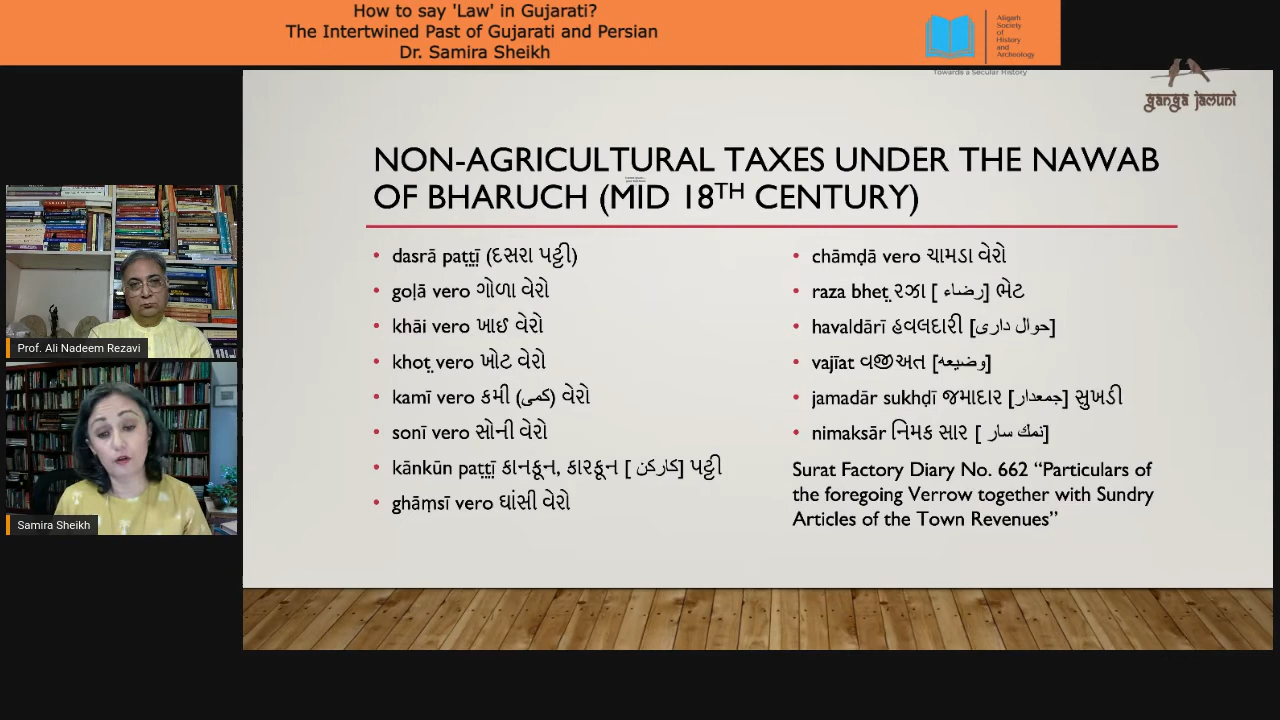 How to say 'Law' in Gujarati?
The Intertwined Past of Gujarati and Persian
Dr. Samira Sheikh
Aligarh
Society
of
History
and
Archeology
Towards a Secular History
ganga jamuni
NON-AGRICULTURAL TAXES UNDER THE NAWAB
OF BHARUCH (MID 18TH CENTURY)
• dasrā paṭṭī (દસરા પટ્ટી)
• goḷā vero ગોળા વેરો
• khāi vero ખાઈ વેરો
• khoṭ vero ખોટ વેરો
• kamī vero કમી (کمی) વેરો
• sonī vero સોની વેરો
• kānkūn paṭṭī કાનકૂન, કારકૂન [ کارکن] પટ્ટી
• ghāṃsī vero ઘાંસી વેરો
• chāmḍā vero ચામડા વેરો
• raza bheṭ રઝા [ رضاء] ભેટ
• havaldārī હવલદારી [حوال داری]
• vajīat વજીઅત [وضیعه]
• jamadār sukhḍī જમાદાર [جمعدار] સુખડી
• nimaksār નિમક સાર [ نمك سار]
Surat Factory Diary No. 662 “Particulars of
the foregoing Verrow together with Sundry
Articles of the Town Revenues”
Prof. Ali Nadeem Rezavi
Samira Sheikh